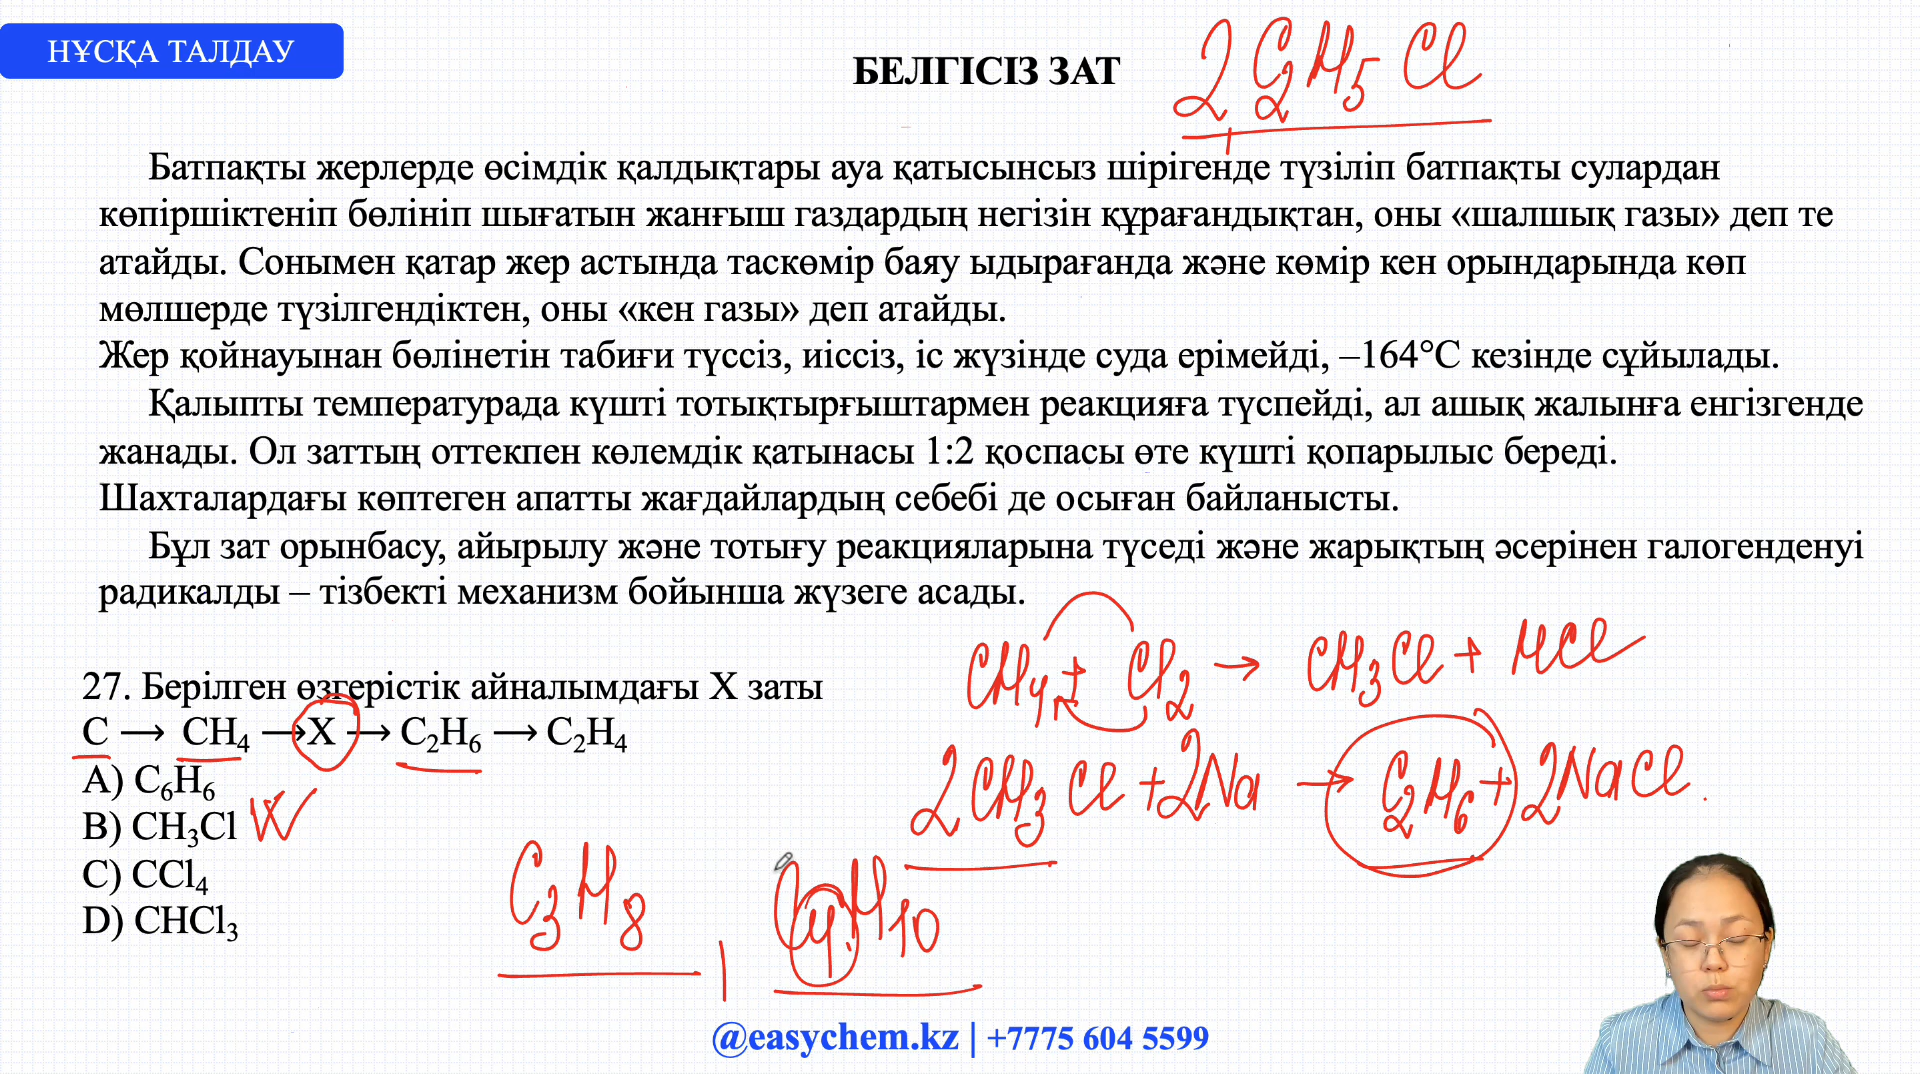 НҰСҚА ТАЛДАУ
БЕЛГІСІЗ ЗАТ
2 C₂H₅Cl
Батпақты жерлерде өсімдік қалдықтары ауа қатысынсыз шірігенде түзіліп батпақты сулардан
көпіршіктеніп бөлініп шығатын жанғыш газдардың негізін құрағандықтан, оны «шалшық газы» деп те
атайды. Сонымен қатар жер астында таскөмір баяу ыдырағанда және көмір кен орындарында көп
мөлшерде түзілгендіктен, оны «кен газы» деп атайды.
Жер қойнауынан бөлінетін табиғи түссіз, иіссіз, іс жүзінде суда ерімейді, –164°C кезінде сұйылады.
Қалыпты температурада күшті тотықтырғыштармен реакцияға түспейді, ал ашық жалынға енгізгенде
жанады. Ол заттың оттекпен көлемдік қатынасы 1:2 қоспасы өте күшті қопарылыс береді.
Шахталардағы көптеген апатты жағдайлардың себебі де осыған байланысты.
Бұл зат орынбасу, айырылу және тотығу реакцияларына түседі және жарықтың әсерінен галогенденуі
радикалды – тізбекті механизм бойынша жүзеге асады.
27. Берілген өзгерістік айналымдағы X заты
C → CH₄ → X → C₂H₆ → C₂H₄
A) C₆H₆
B) CH₃Cl
C) CCl₄
D) CHCl₃
CH₄ + Cl₂ → CH₃Cl + HCl
2CH₃Cl + 2Na → C₂H₆ + 2NaCl
C₃H₈, C₄H₁₀
@easychem.kz | +7775 604 5599